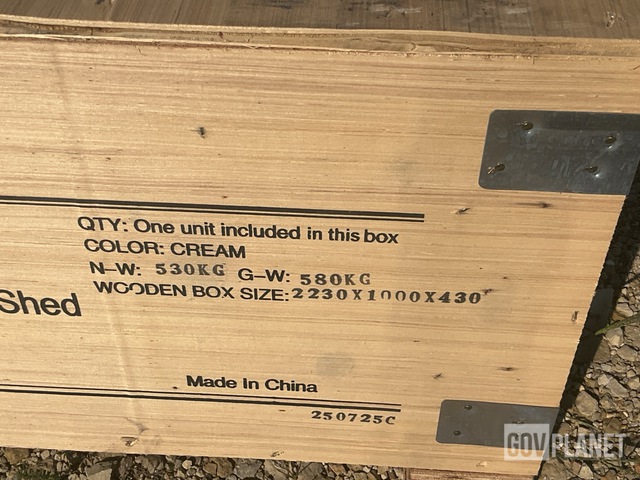 QTY: One unit included in this box
COLOR: CREAM
N-W: 530KG G-W: 580KG
WOODEN BOX SIZE:2230X1000X430
Shed
Made In China
250725C
GOVPLANET